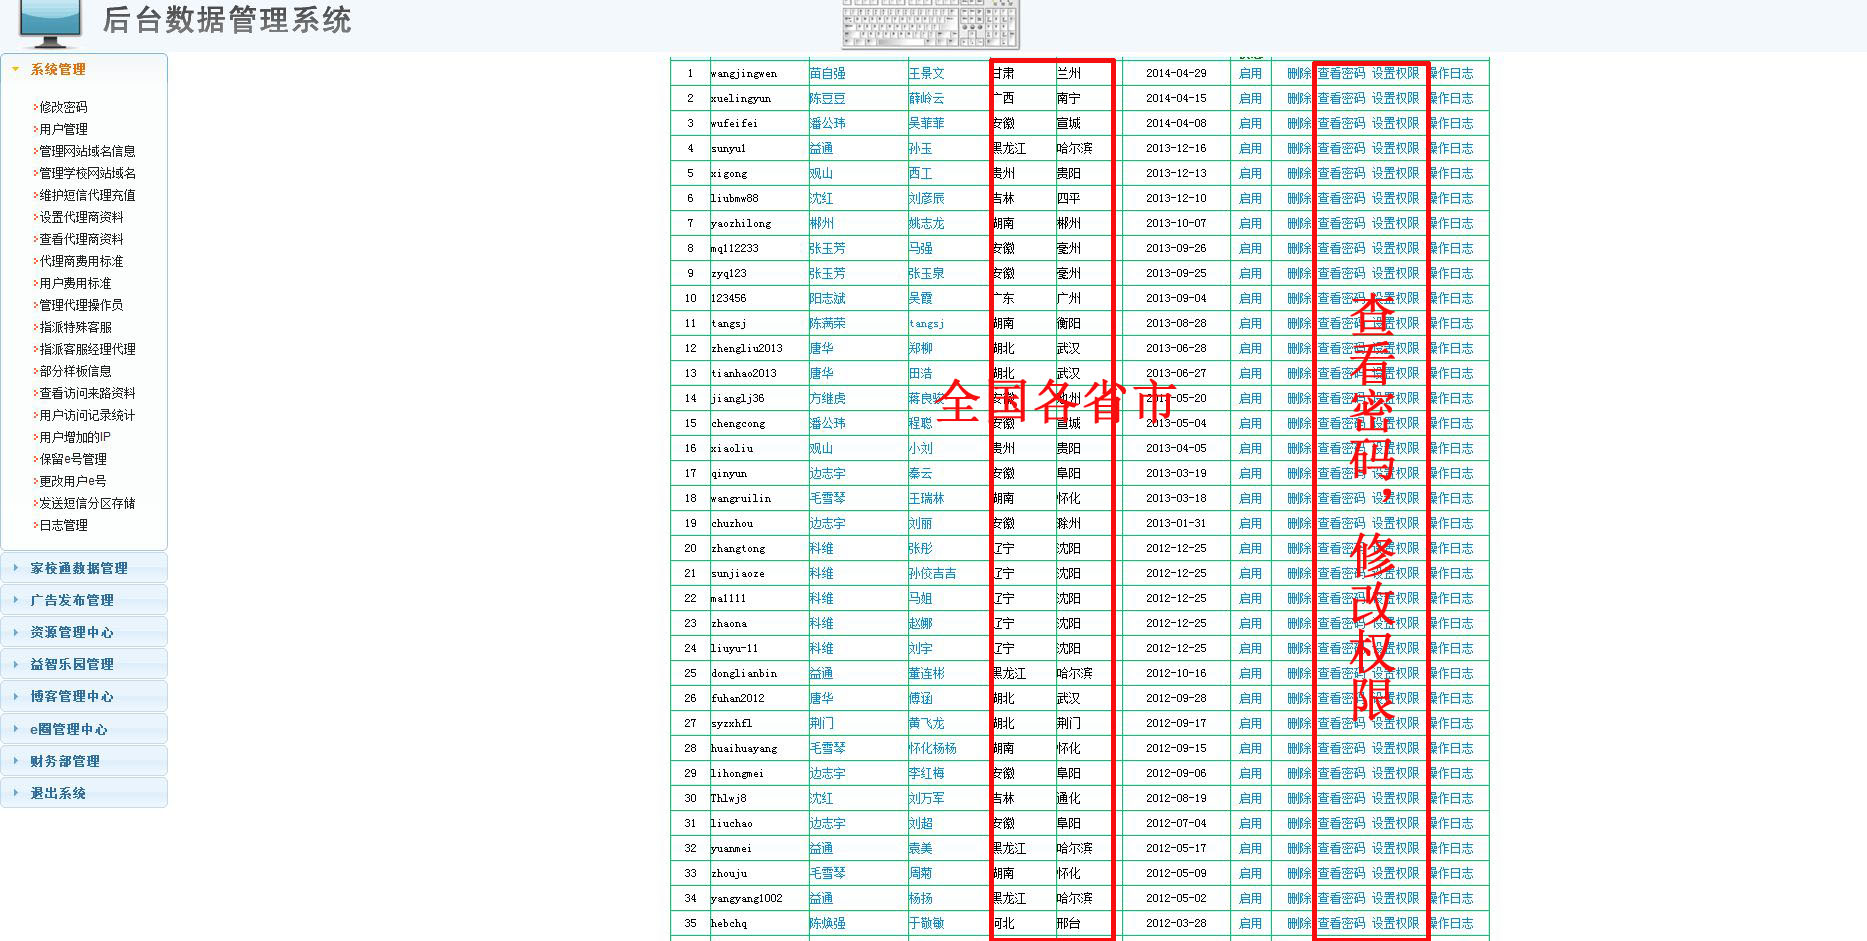 后台数据管理系统
系统管理
修改密码
用户管理
管理网站域名信息
管理学校网站域名
维护短信代理充值
设置代理商资料
查看代理商资料
代理商费用标准
用户费用标准
管理代理操作员
指派特殊客服
指派客服经理代理
部分样板信息
查看访问来路资料
用户访问记录统计
用户增加的IP
保留e号管理
更改用户e号
发送短信分区存储
日志管理
家校通数据管理
广告发布管理
资源管理中心
益智乐园管理
博客管理中心
e圈管理中心
财务部管理
退出系统
1 wangjingwen 苗自强 王景文 甘肃 兰州 2014-04-29 启用 删除 查看密码 设置权限 操作日志
2 xuelingyun 陈豆豆 薛岭云 广西 南宁 2014-04-15 启用 删除 查看密码 设置权限 操作日志
3 wufeifei 潘公玮 吴菲菲 安徽 宣城 2014-04-08 启用 删除 查看密码 设置权限 操作日志
4 sunyu1 益通 孙玉 黑龙江 哈尔滨 2013-12-16 启用 删除 查看密码 设置权限 操作日志
5 xigong 观山 西工 贵州 贵阳 2013-12-13 启用 删除 查看密码 设置权限 操作日志
6 liubmw88 沈红 刘彦辰 吉林 四平 2013-12-10 启用 删除 查看密码 设置权限 操作日志
7 yaozhilong 郴州 姚志龙 湖南 郴州 2013-10-07 启用 删除 查看密码 设置权限 操作日志
8 mq112233 张玉芳 马强 安徽 亳州 2013-09-26 启用 删除 查看密码 设置权限 操作日志
9 zyq123 张玉芳 张玉泉 安徽 亳州 2013-09-25 启用 删除 查看密码 设置权限 操作日志
10 123456 阳志斌 吴霞 广东 广州 2013-09-04 启用 删除 查看密码 设置权限 操作日志
11 tangsj 陈满荣 tangsj 湖南 衡阳 2013-08-28 启用 删除 查看密码 设置权限 操作日志
12 zhengliu2013 唐华 郑柳 湖北 武汉 2013-06-28 启用 删除 查看密码 设置权限 操作日志
13 tianhao2013 唐华 田浩 湖北 武汉 2013-06-27 启用 删除 查看密码 设置权限 操作日志
14 jianglj36 方继虎 蒋良骏 安徽 池州 2013-05-20 启用 删除 查看密码 设置权限 操作日志
15 chengcong 潘公玮 程聪 安徽 宣城 2013-05-04 启用 删除 查看密码 设置权限 操作日志
16 xiaoliu 观山 小刘 贵州 贵阳 2013-04-05 启用 删除 查看密码 设置权限 操作日志
17 qinyun 边志宇 秦云 安徽 阜阳 2013-03-19 启用 删除 查看密码 设置权限 操作日志
18 wangruilin 毛雪琴 王瑞林 湖南 怀化 2013-03-18 启用 删除 查看密码 设置权限 操作日志
19 chuzhou 边志宇 刘丽 安徽 滁州 2013-01-31 启用 删除 查看密码 设置权限 操作日志
20 zhangtong 科维 张彤 辽宁 沈阳 2012-12-25 启用 删除 查看密码 设置权限 操作日志
21 sunjiaoze 科维 孙佼吉吉 辽宁 沈阳 2012-12-25 启用 删除 查看密码 设置权限 操作日志
22 ma1111 科维 马姐 辽宁 沈阳 2012-12-25 启用 删除 查看密码 设置权限 操作日志
23 zhaona 科维 赵娜 辽宁 沈阳 2012-12-25 启用 删除 查看密码 设置权限 操作日志
24 liuyu-11 科维 刘宇 辽宁 沈阳 2012-12-25 启用 删除 查看密码 设置权限 操作日志
25 donglianbin 益通 董连彬 黑龙江 哈尔滨 2012-10-16 启用 删除 查看密码 设置权限 操作日志
26 fuhan2012 唐华 傅涵 湖北 武汉 2012-09-28 启用 删除 查看密码 设置权限 操作日志
27 syzxhfl 荆门 黄飞龙 湖北 荆门 2012-09-17 启用 删除 查看密码 设置权限 操作日志
28 huaihuayang 毛雪琴 怀化杨杨 湖南 怀化 2012-09-15 启用 删除 查看密码 设置权限 操作日志
29 lihongmei 边志宇 李红梅 安徽 阜阳 2012-09-06 启用 删除 查看密码 设置权限 操作日志
30 Thlwj8 沈红 刘万军 吉林 通化 2012-08-19 启用 删除 查看密码 设置权限 操作日志
31 liuchao 边志宇 刘超 安徽 阜阳 2012-07-04 启用 删除 查看密码 设置权限 操作日志
32 yuanmei 益通 袁美 黑龙江 哈尔滨 2012-05-17 启用 删除 查看密码 设置权限 操作日志
33 zhouju 毛雪琴 周菊 湖南 怀化 2012-05-09 启用 删除 查看密码 设置权限 操作日志
34 yangyang1002 益通 杨扬 黑龙江 哈尔滨 2012-05-02 启用 删除 查看密码 设置权限 操作日志
35 hebchq 陈焕强 于敬敏 河北 邢台 2012-03-28 启用 删除 查看密码 设置权限 操作日志
全国各省市
查看密码，修改权限